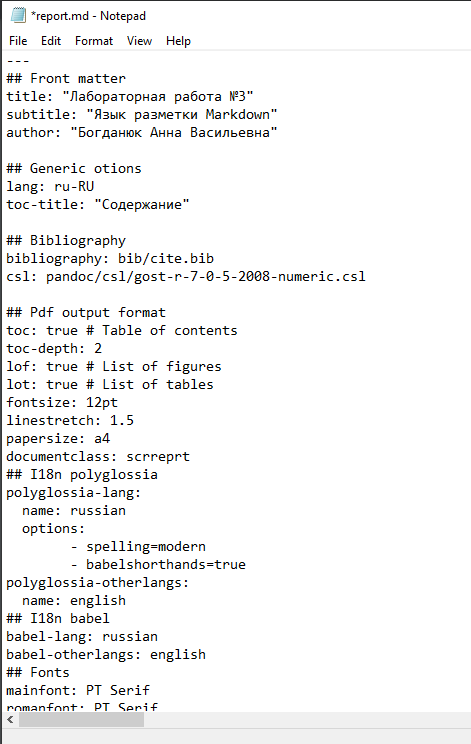 *report.md - Notepad
File Edit Format View Help
---
## Front matter
title: "Лабораторная работа №3"
subtitle: "Язык разметки Markdown"
author: "Богданюк Анна Васильевна"

## Generic otions
lang: ru-RU
toc-title: "Содержание"

## Bibliography
bibliography: bib/cite.bib
csl: pandoc/csl/gost-r-7-0-5-2008-numeric.csl

## Pdf output format
toc: true # Table of contents
toc-depth: 2
lof: true # List of figures
lot: true # List of tables
fontsize: 12pt
linestretch: 1.5
papersize: a4
documentclass: scrreprt
## I18n polyglossia
polyglossia-lang:
  name: russian
  options:
        - spelling=modern
        - babelshorthands=true
polyglossia-otherlangs:
  name: english
## I18n babel
babel-lang: russian
babel-otherlangs: english
## Fonts
mainfont: PT Serif
romanfont: PT Serif